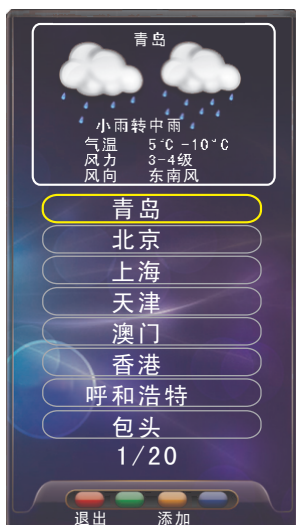 青岛
小雨转中雨
气温 5℃-10℃
风力 3-4级
风向 东南风
青岛
北京
上海
天津
澳门
香港
呼和浩特
包头
1/20
退出 添加